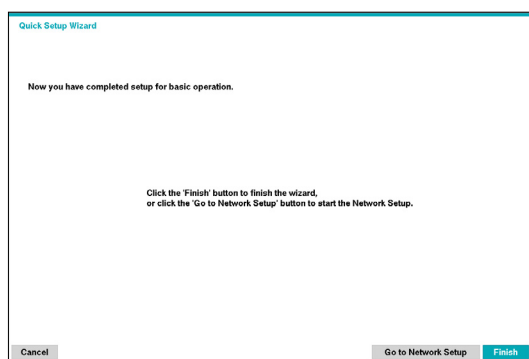 Quick Setup Wizard
Now you have completed setup for basic operation.
Click the 'Finish' button to finish the wizard,
or click the 'Go to Network Setup' button to start the Network Setup.
Cancel
Go to Network Setup
Finish